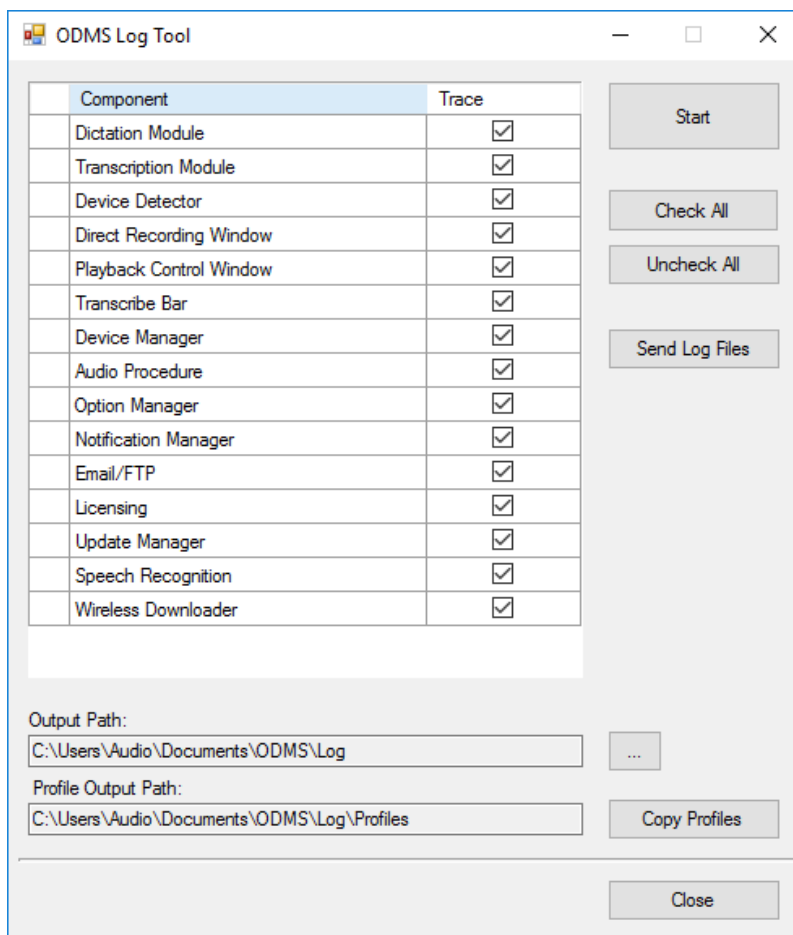 ODMS Log Tool
Component Trace
Dictation Module
Transcription Module
Device Detector
Direct Recording Window
Playback Control Window
Transcribe Bar
Device Manager
Audio Procedure
Option Manager
Notification Manager
Email/FTP
Licensing
Update Manager
Speech Recognition
Wireless Downloader
Start
Check All
Uncheck All
Send Log Files
Output Path:
C:\Users\Audio\Documents\ODMS\Log
...
Profile Output Path:
C:\Users\Audio\Documents\ODMS\Log\Profiles
Copy Profiles
Close